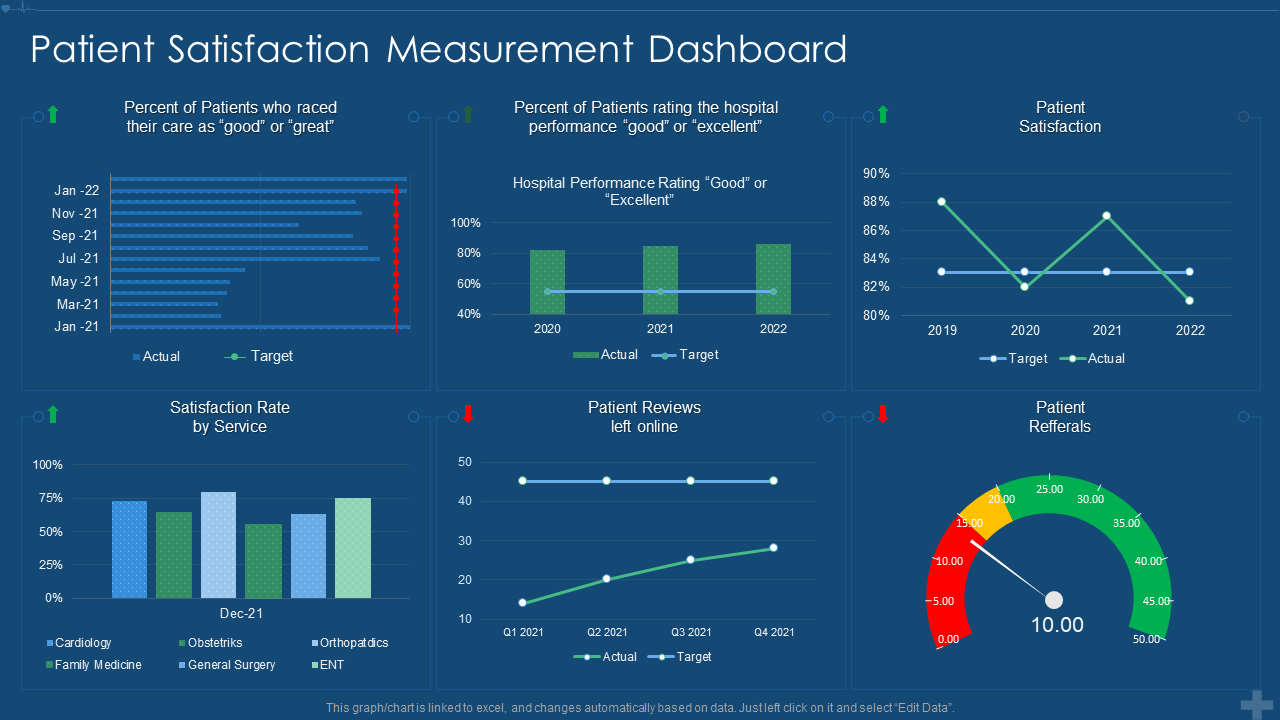 Patient Satisfaction Measurement Dashboard
Percent of Patients who raced
their care as “good” or “great”
Jan -22
Nov -21
Sep -21
Jul -21
May -21
Mar-21
Jan -21
Actual
Target
Percent of Patients rating the hospital
performance “good” or “excellent”
Hospital Performance Rating “Good” or
“Excellent”
100%
80%
60%
40%
2020
2021
2022
Actual
Target
Patient
Satisfaction
90%
88%
86%
84%
82%
80%
2019
2020
2021
2022
Target
Actual
Satisfaction Rate
by Service
100%
75%
50%
25%
0%
Dec-21
Cardiology
Obstetriks
Orthopatdics
Family Medicine
General Surgery
ENT
Patient Reviews
left online
50
40
30
20
10
Q1 2021
Q2 2021
Q3 2021
Q4 2021
Actual
Target
Patient
Refferals
0.00
5.00
10.00
15.00
20.00
25.00
30.00
35.00
40.00
45.00
50.00
10.00
This graph/chart is linked to excel, and changes automatically based on data. Just left click on it and select “Edit Data”.